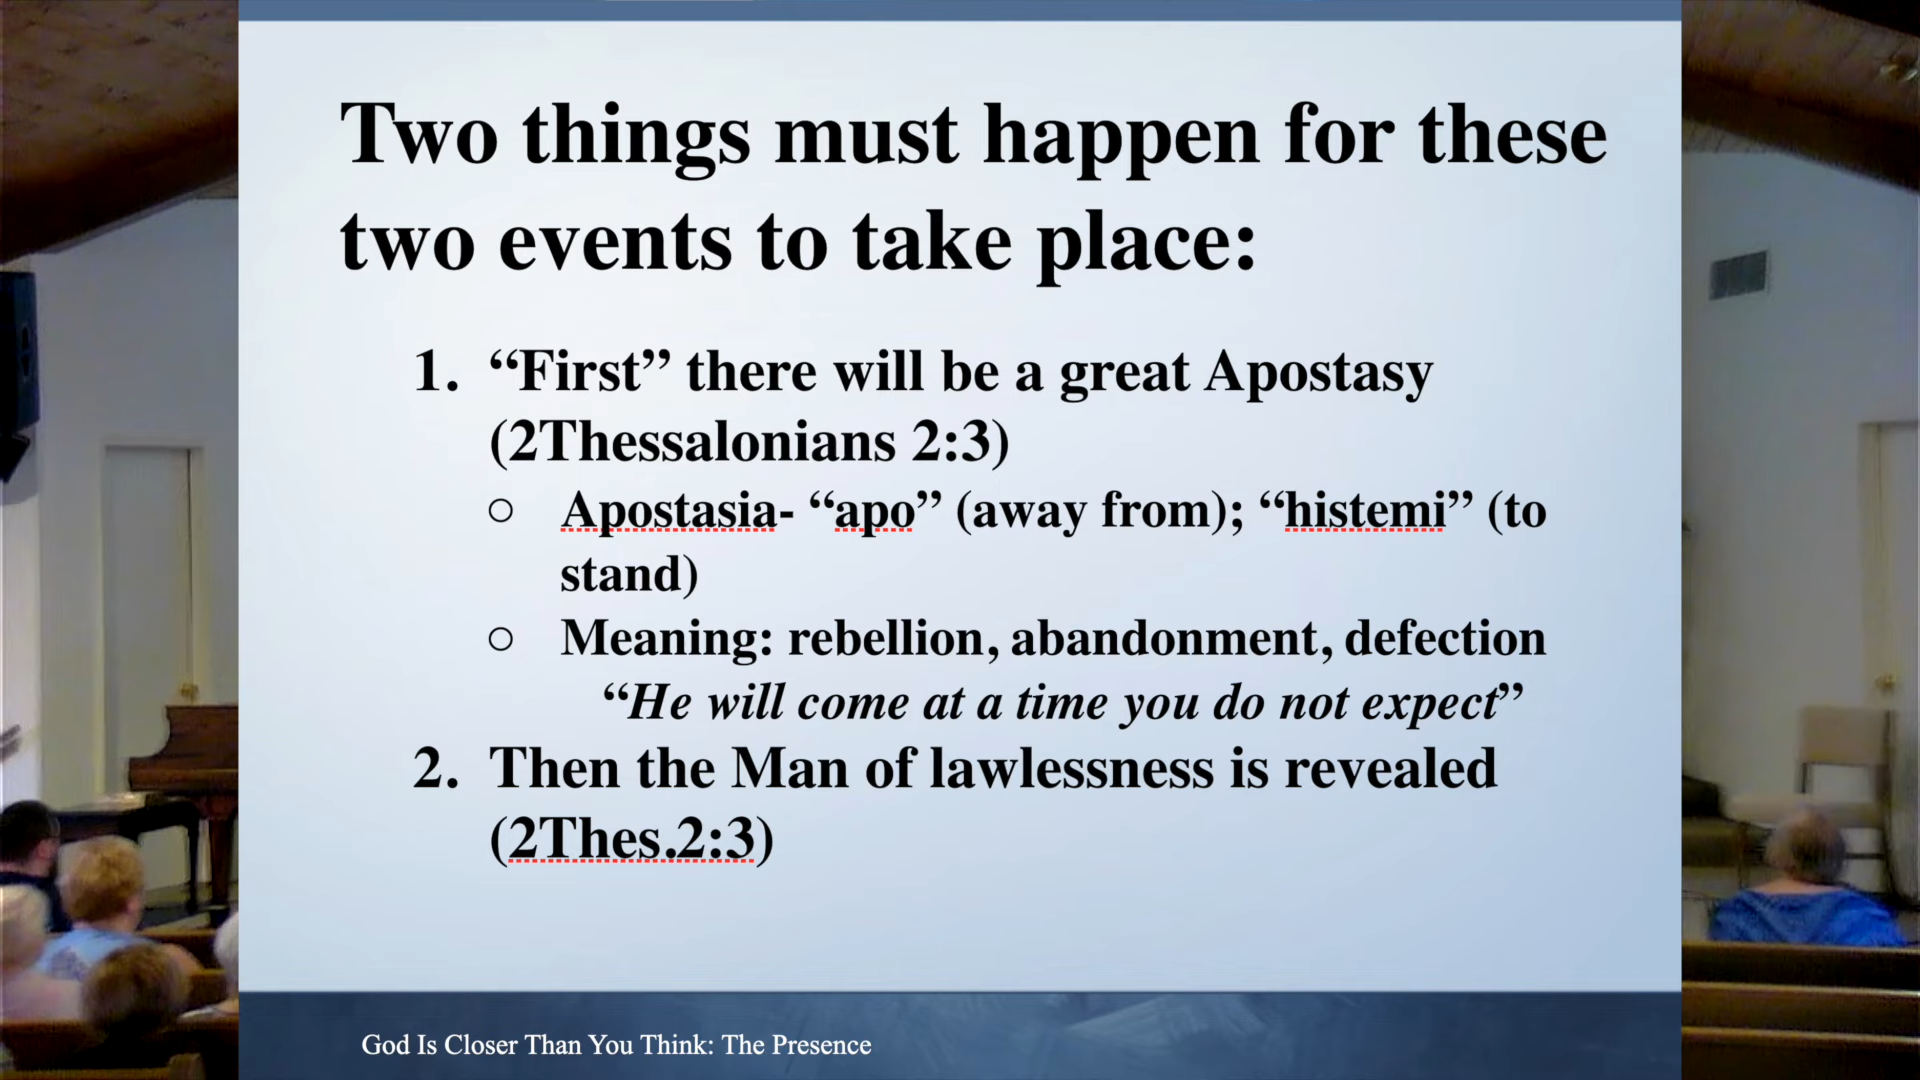 Two things must happen for these
two events to take place:
1. “First” there will be a great Apostasy
(2Thessalonians 2:3)
○ Apostasia- “apo” (away from); “histemi” (to
stand)
○ Meaning: rebellion, abandonment, defection
“He will come at a time you do not expect”
2. Then the Man of lawlessness is revealed
(2Thes.2:3)
God Is Closer Than You Think: The Presence